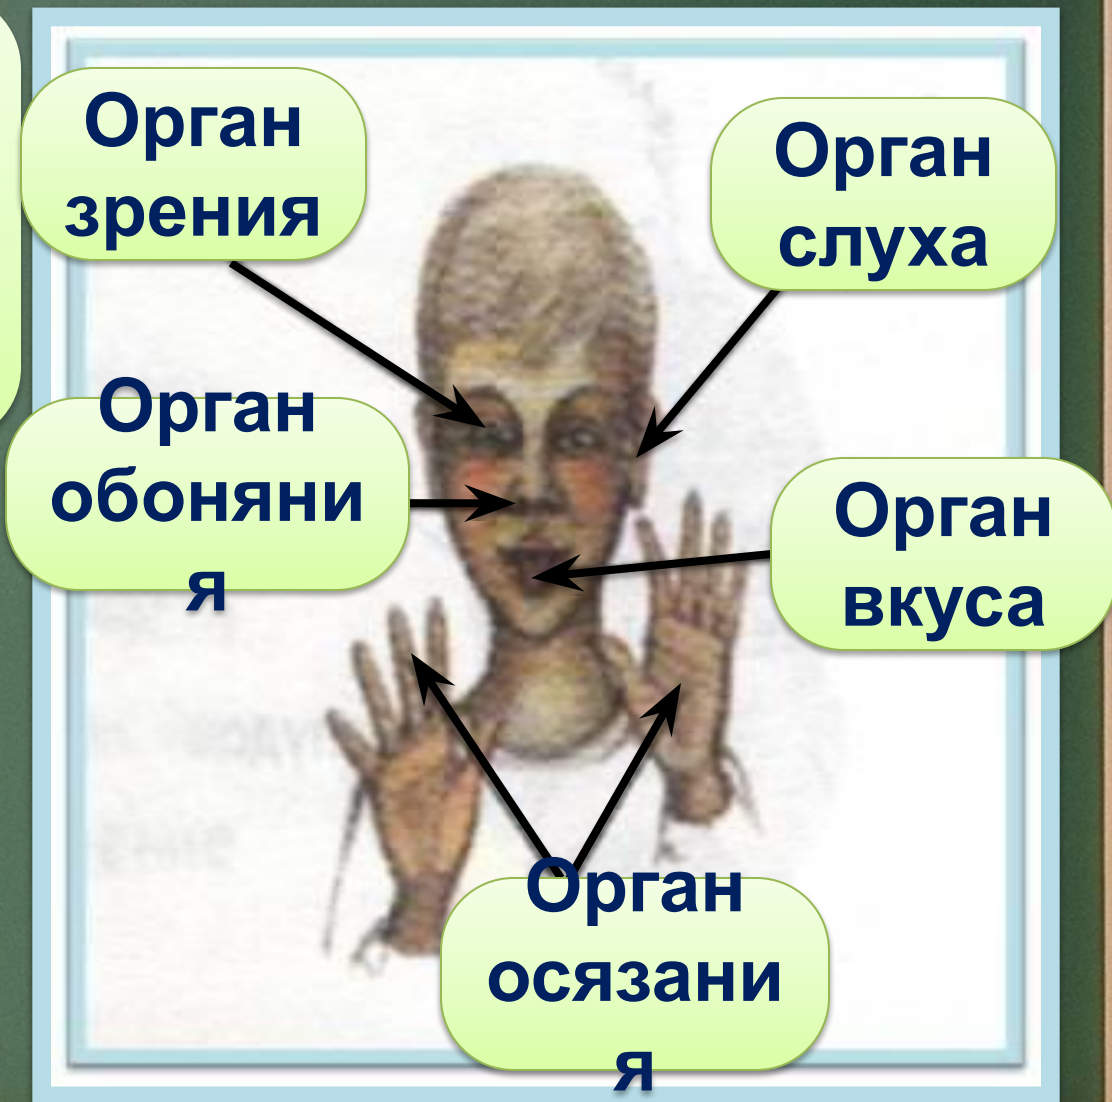 Орган
зрения
Орган
слуха
Орган
обоняни
я
Орган
вкуса
Орган
осязани
я